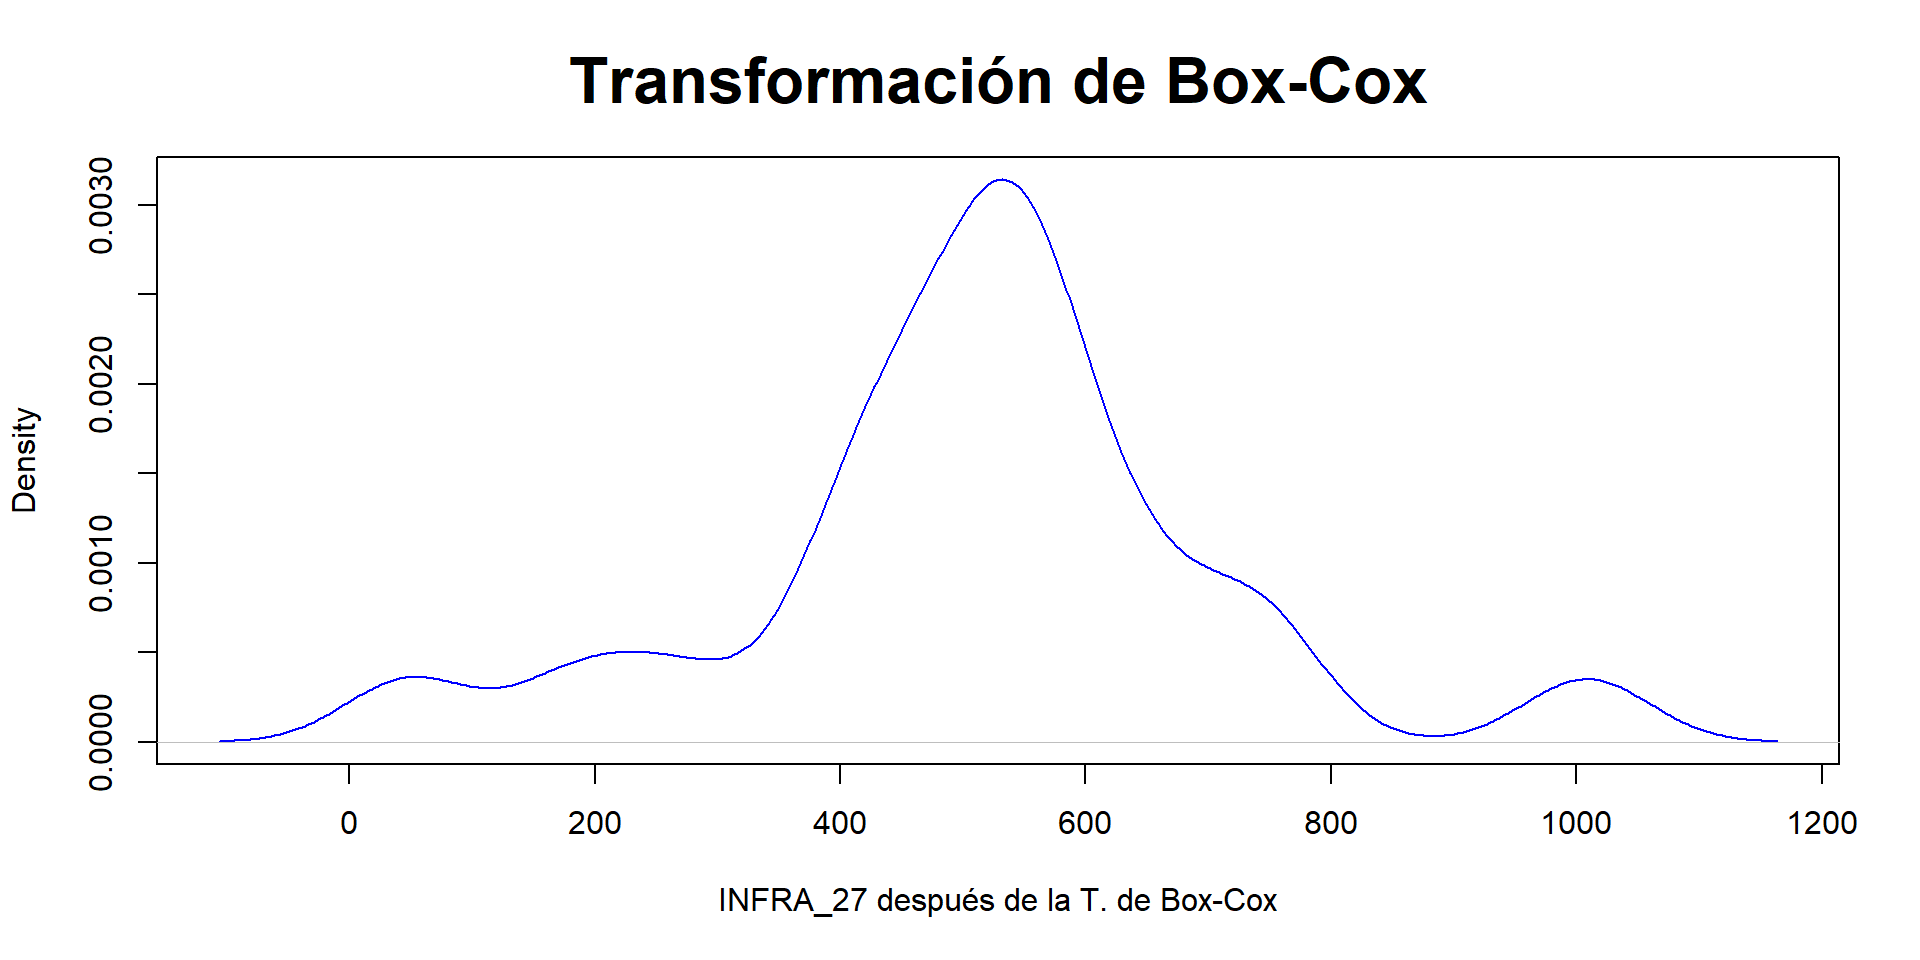 Transformación de Box-Cox
Density
0.0030
0.0020
0.0010
0.0000
0 200 400 600 800 1000 1200
INFRA_27 después de la T. de Box-Cox